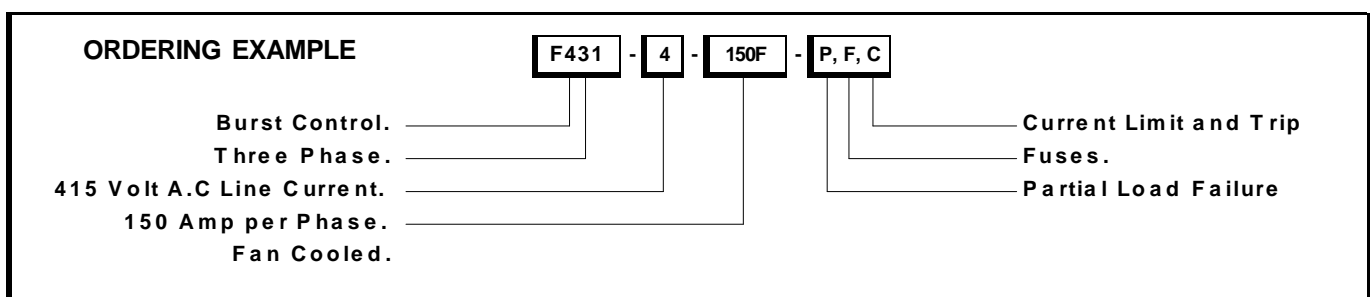 ORDERING EXAMPLE F431 - 4 - 150F - P, F, C
Burst Control. Current Limit and Trip
Three Phase. Fuses.
415 Volt A.C Line Current. Partial Load Failure
150 Amp per Phase.
Fan Cooled.